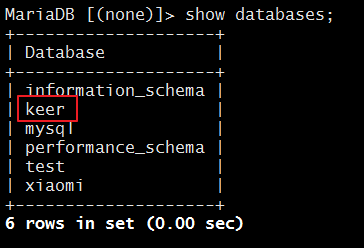 MariaDB [(none)]> show databases;
+--------------------+
| Database           |
+--------------------+
| information_schema |
| keer               |
| mysql              |
| performance_schema |
| test               |
| xiaomi             |
+--------------------+
6 rows in set (0.00 sec)